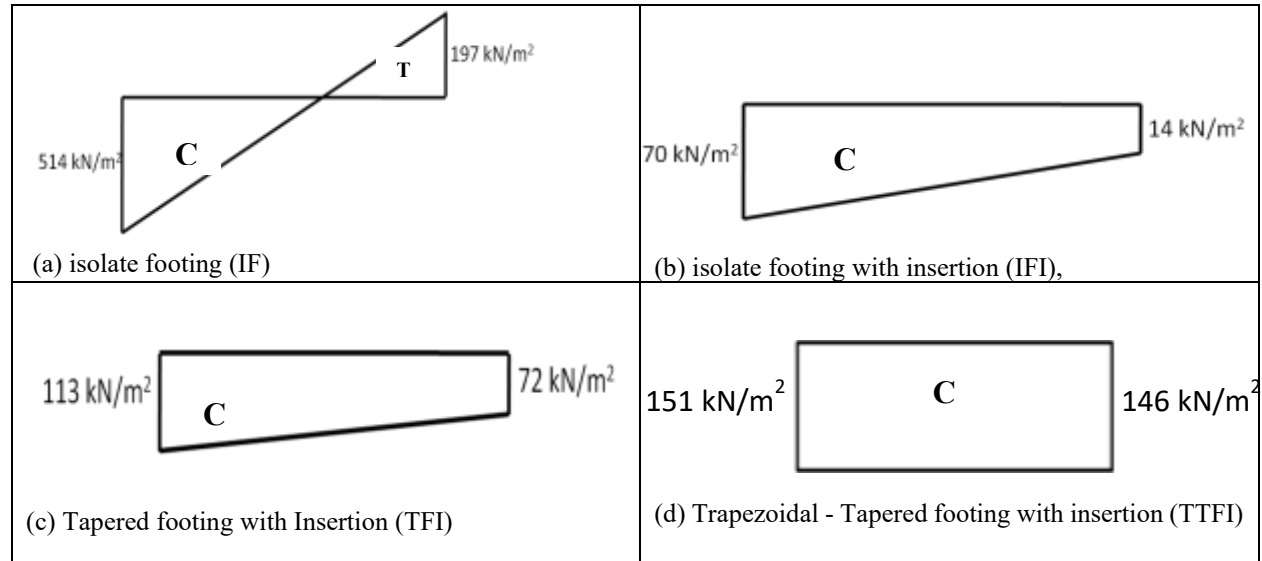 T
197 kN/m²
514 kN/m²
C
(a) isolate footing (IF)
14 kN/m²
70 kN/m²
C
(b) isolate footing with insertion (IFI),
113 kN/m²
72 kN/m²
C
(c) Tapered footing with Insertion (TFI)
151 kN/m²
C
146 kN/m²
(d) Trapezoidal - Tapered footing with insertion (TTFI)